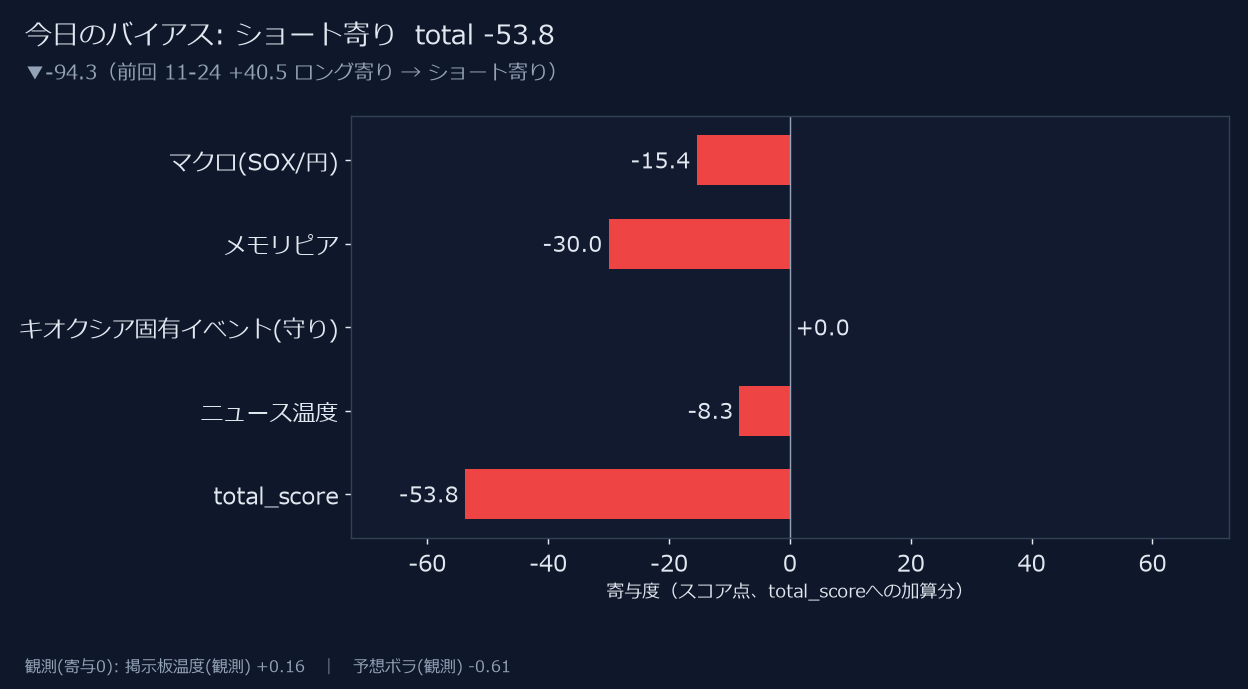 今日のバイアス: ショート寄り  total -53.8
▼-94.3（前回 11-24 +40.5 ロング寄り → ショート寄り）
マクロ(SOX/円)
-15.4
メモリピア
-30.0
キオクシア固有イベント(守り)
+0.0
ニュース温度
-8.3
total_score
-53.8
-60 -40 -20 0 20 40 60
寄与度（スコア点、total_scoreへの加算分）
観測(寄与0): 掲示板温度(観測) +0.16 ｜ 予想ボラ(観測) -0.61